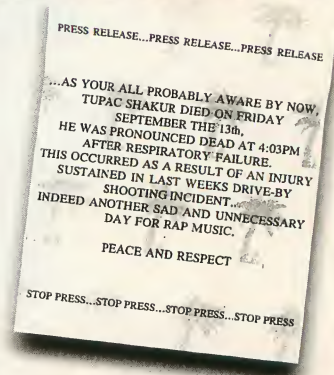 PRESS RELEASE...PRESS RELEASE...PRESS RELEASE
...AS YOUR ALL PROBABLY AWARE BY NOW,
TUPAC SHAKUR DIED ON FRIDAY
SEPTEMBER THE 13th,
HE WAS PRONOUNCED DEAD AT 4:03PM
AFTER RESPIRATORY FAILURE.
THIS OCCURRED AS A RESULT OF AN INJURY
SUSTAINED IN LAST WEEKS DRIVE-BY
SHOOTING INCIDENT..
INDEED ANOTHER SAD AND UNNECESSARY
DAY FOR RAP MUSIC.
PEACE AND RESPECT
STOP PRESS...STOP PRESS...STOP PRESS...STOP PRESS